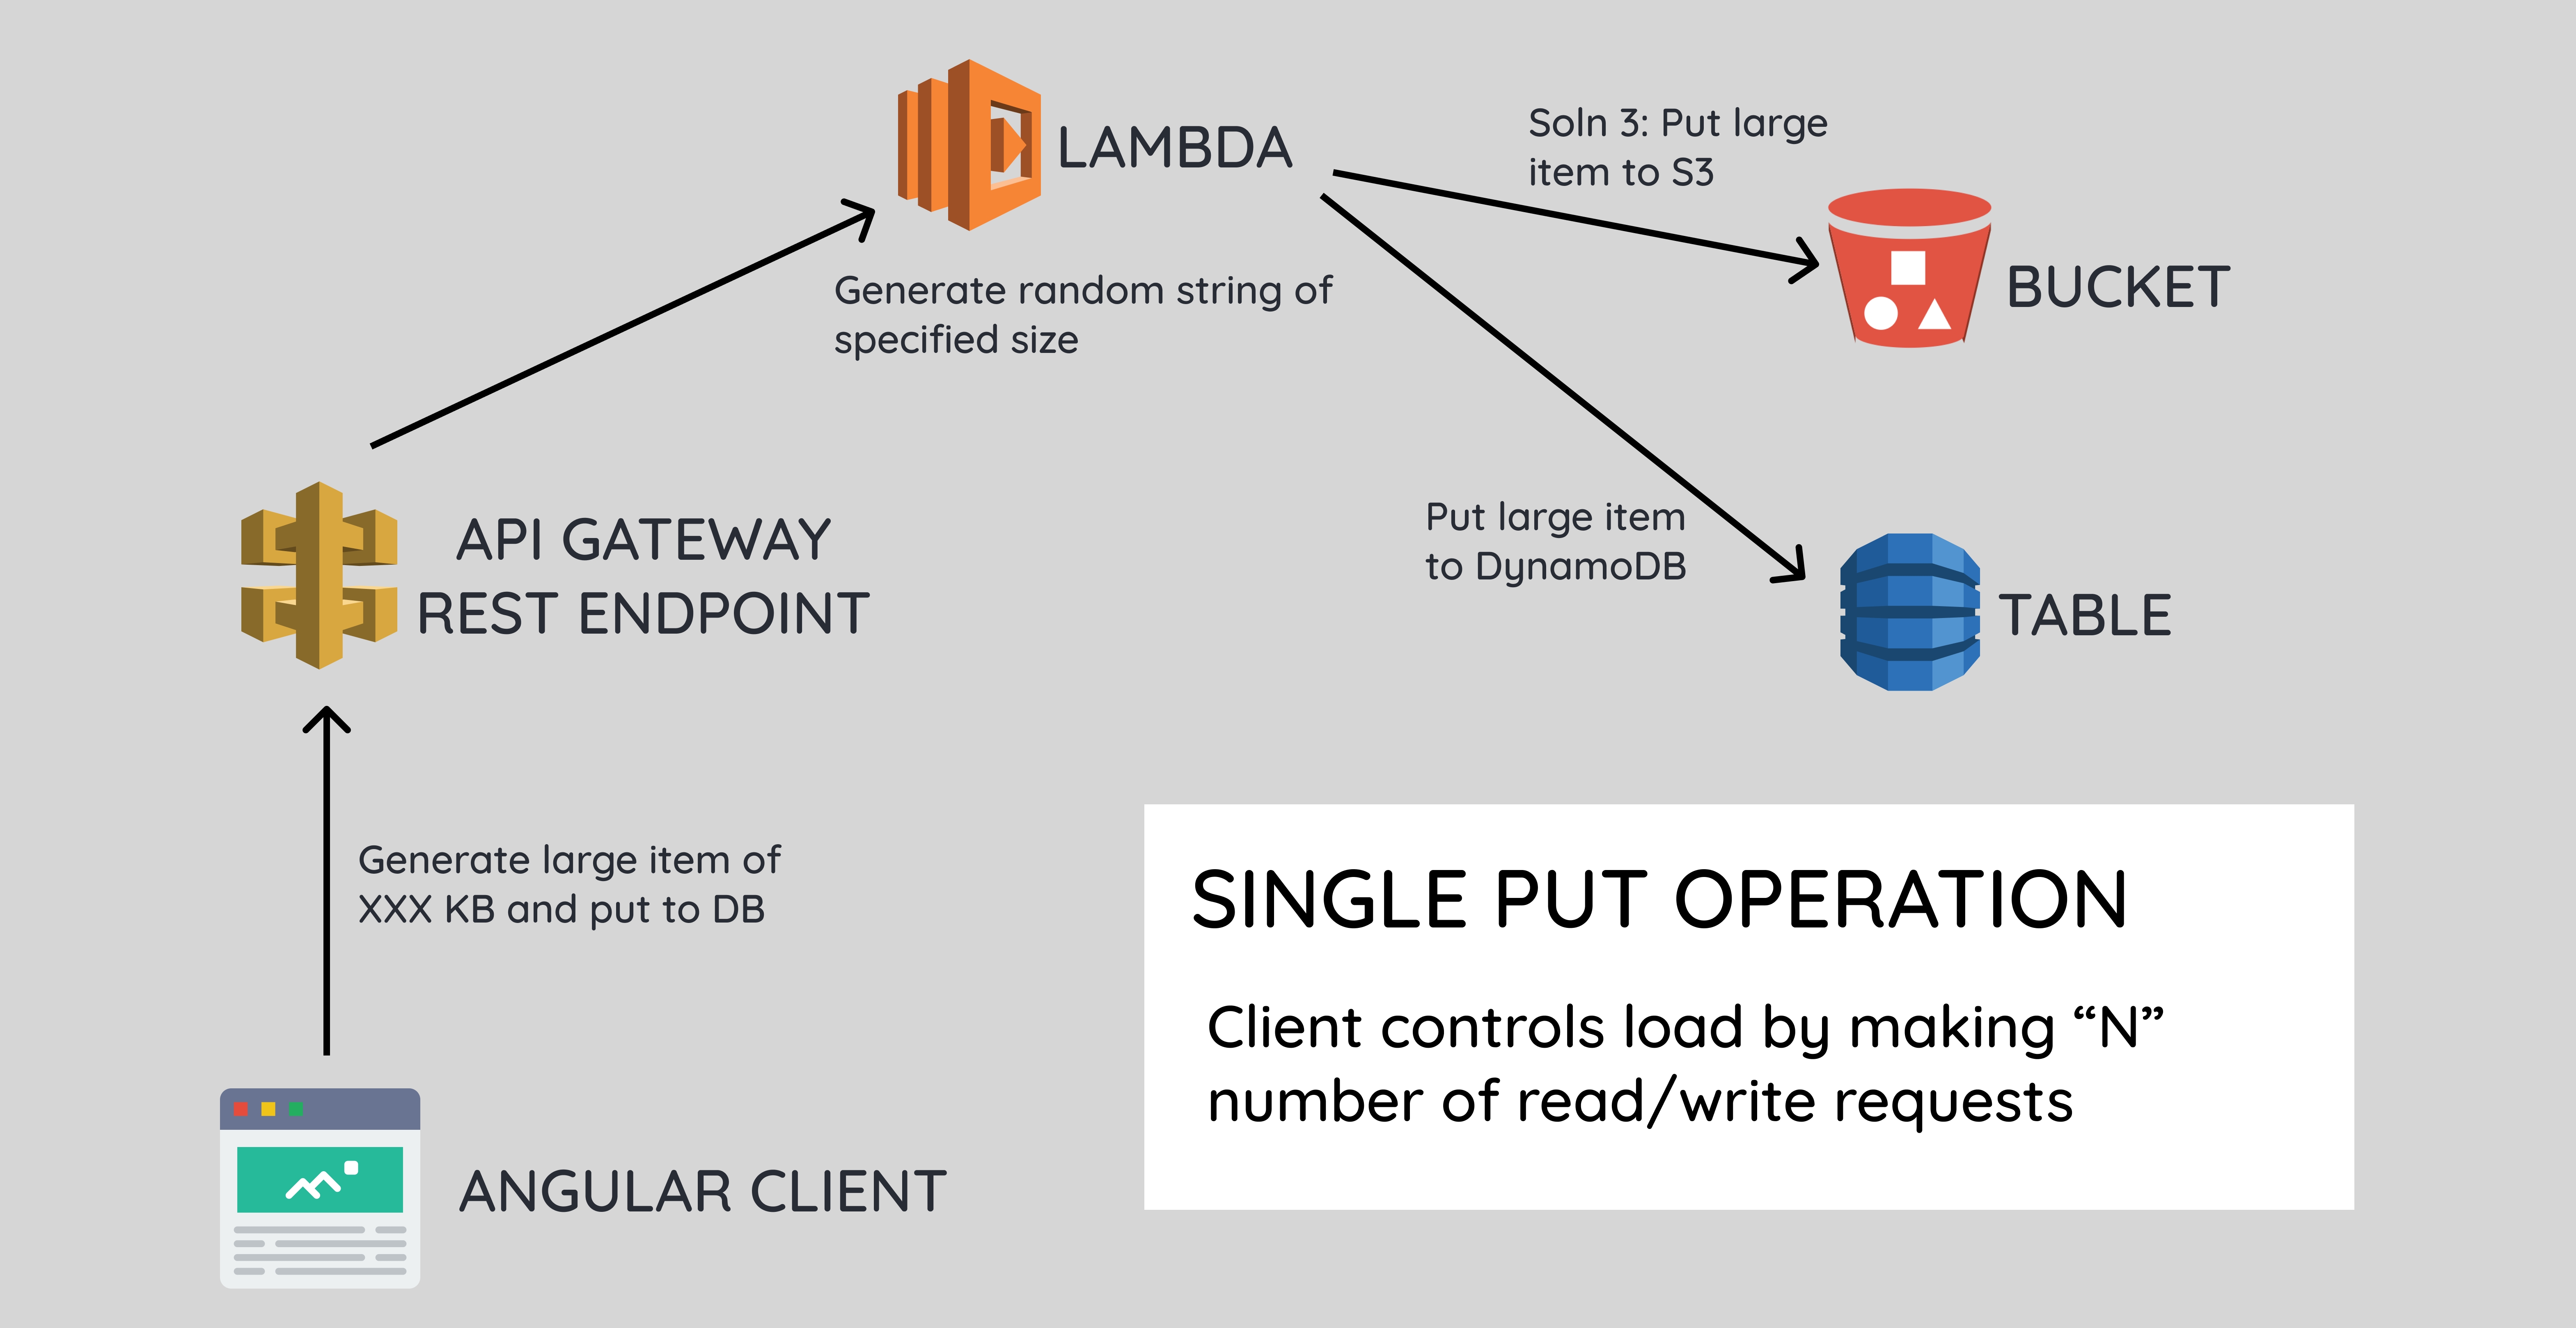 LAMBDA
Soln 3: Put large
item to S3
BUCKET
Generate random string of
specified size
API GATEWAY
REST ENDPOINT
Put large item
to DynamoDB
TABLE
Generate large item of
XXX KB and put to DB
SINGLE PUT OPERATION
Client controls load by making “N”
number of read/write requests
ANGULAR CLIENT